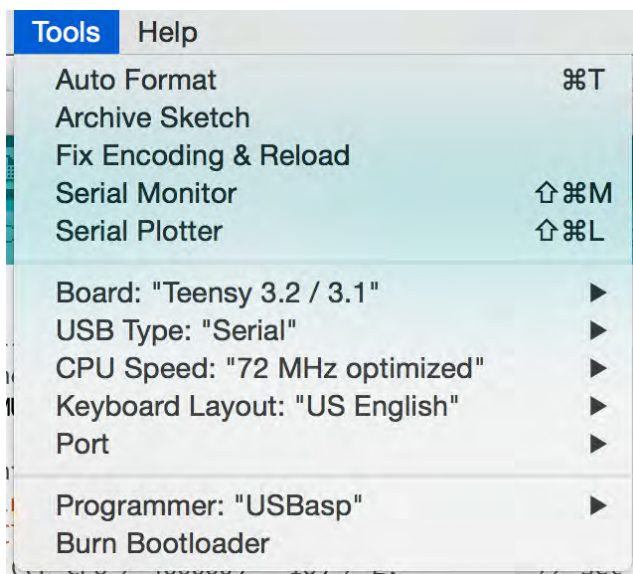 Tools Help
Auto Format ⌘T
Archive Sketch
Fix Encoding & Reload
Serial Monitor ⇧⌘M
Serial Plotter ⇧⌘L
Board: "Teensy 3.2 / 3.1" ▶
USB Type: "Serial" ▶
CPU Speed: "72 MHz optimized" ▶
Keyboard Layout: "US English" ▶
Port ▶
Programmer: "USBasp" ▶
Burn Bootloader